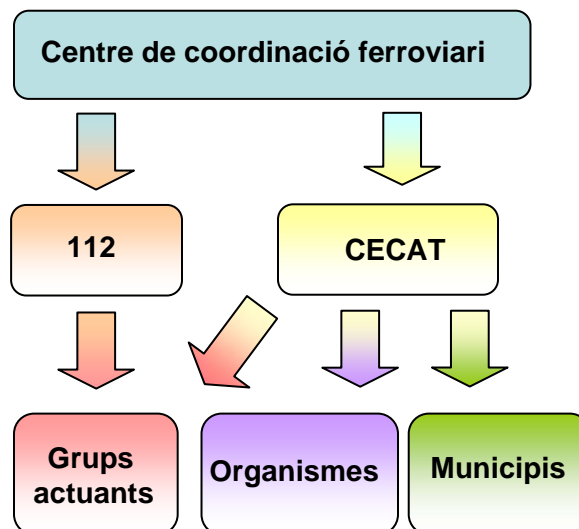 Centre de coordinació ferroviari
112
CECAT
Grups
actuants
Organismes
Municipis